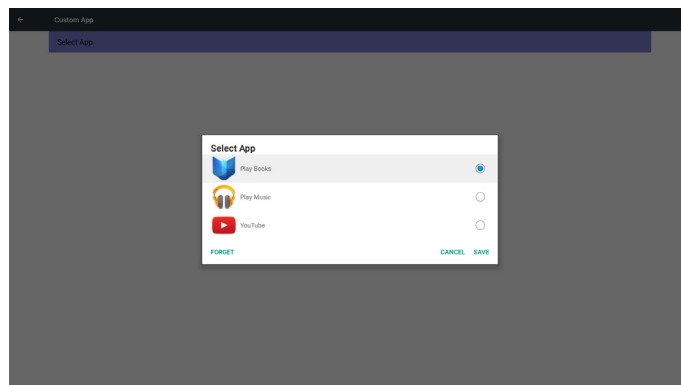 Custom App
Select App
Select App
Play Books
Play Music
YouTube
FORGET CANCEL SAVE